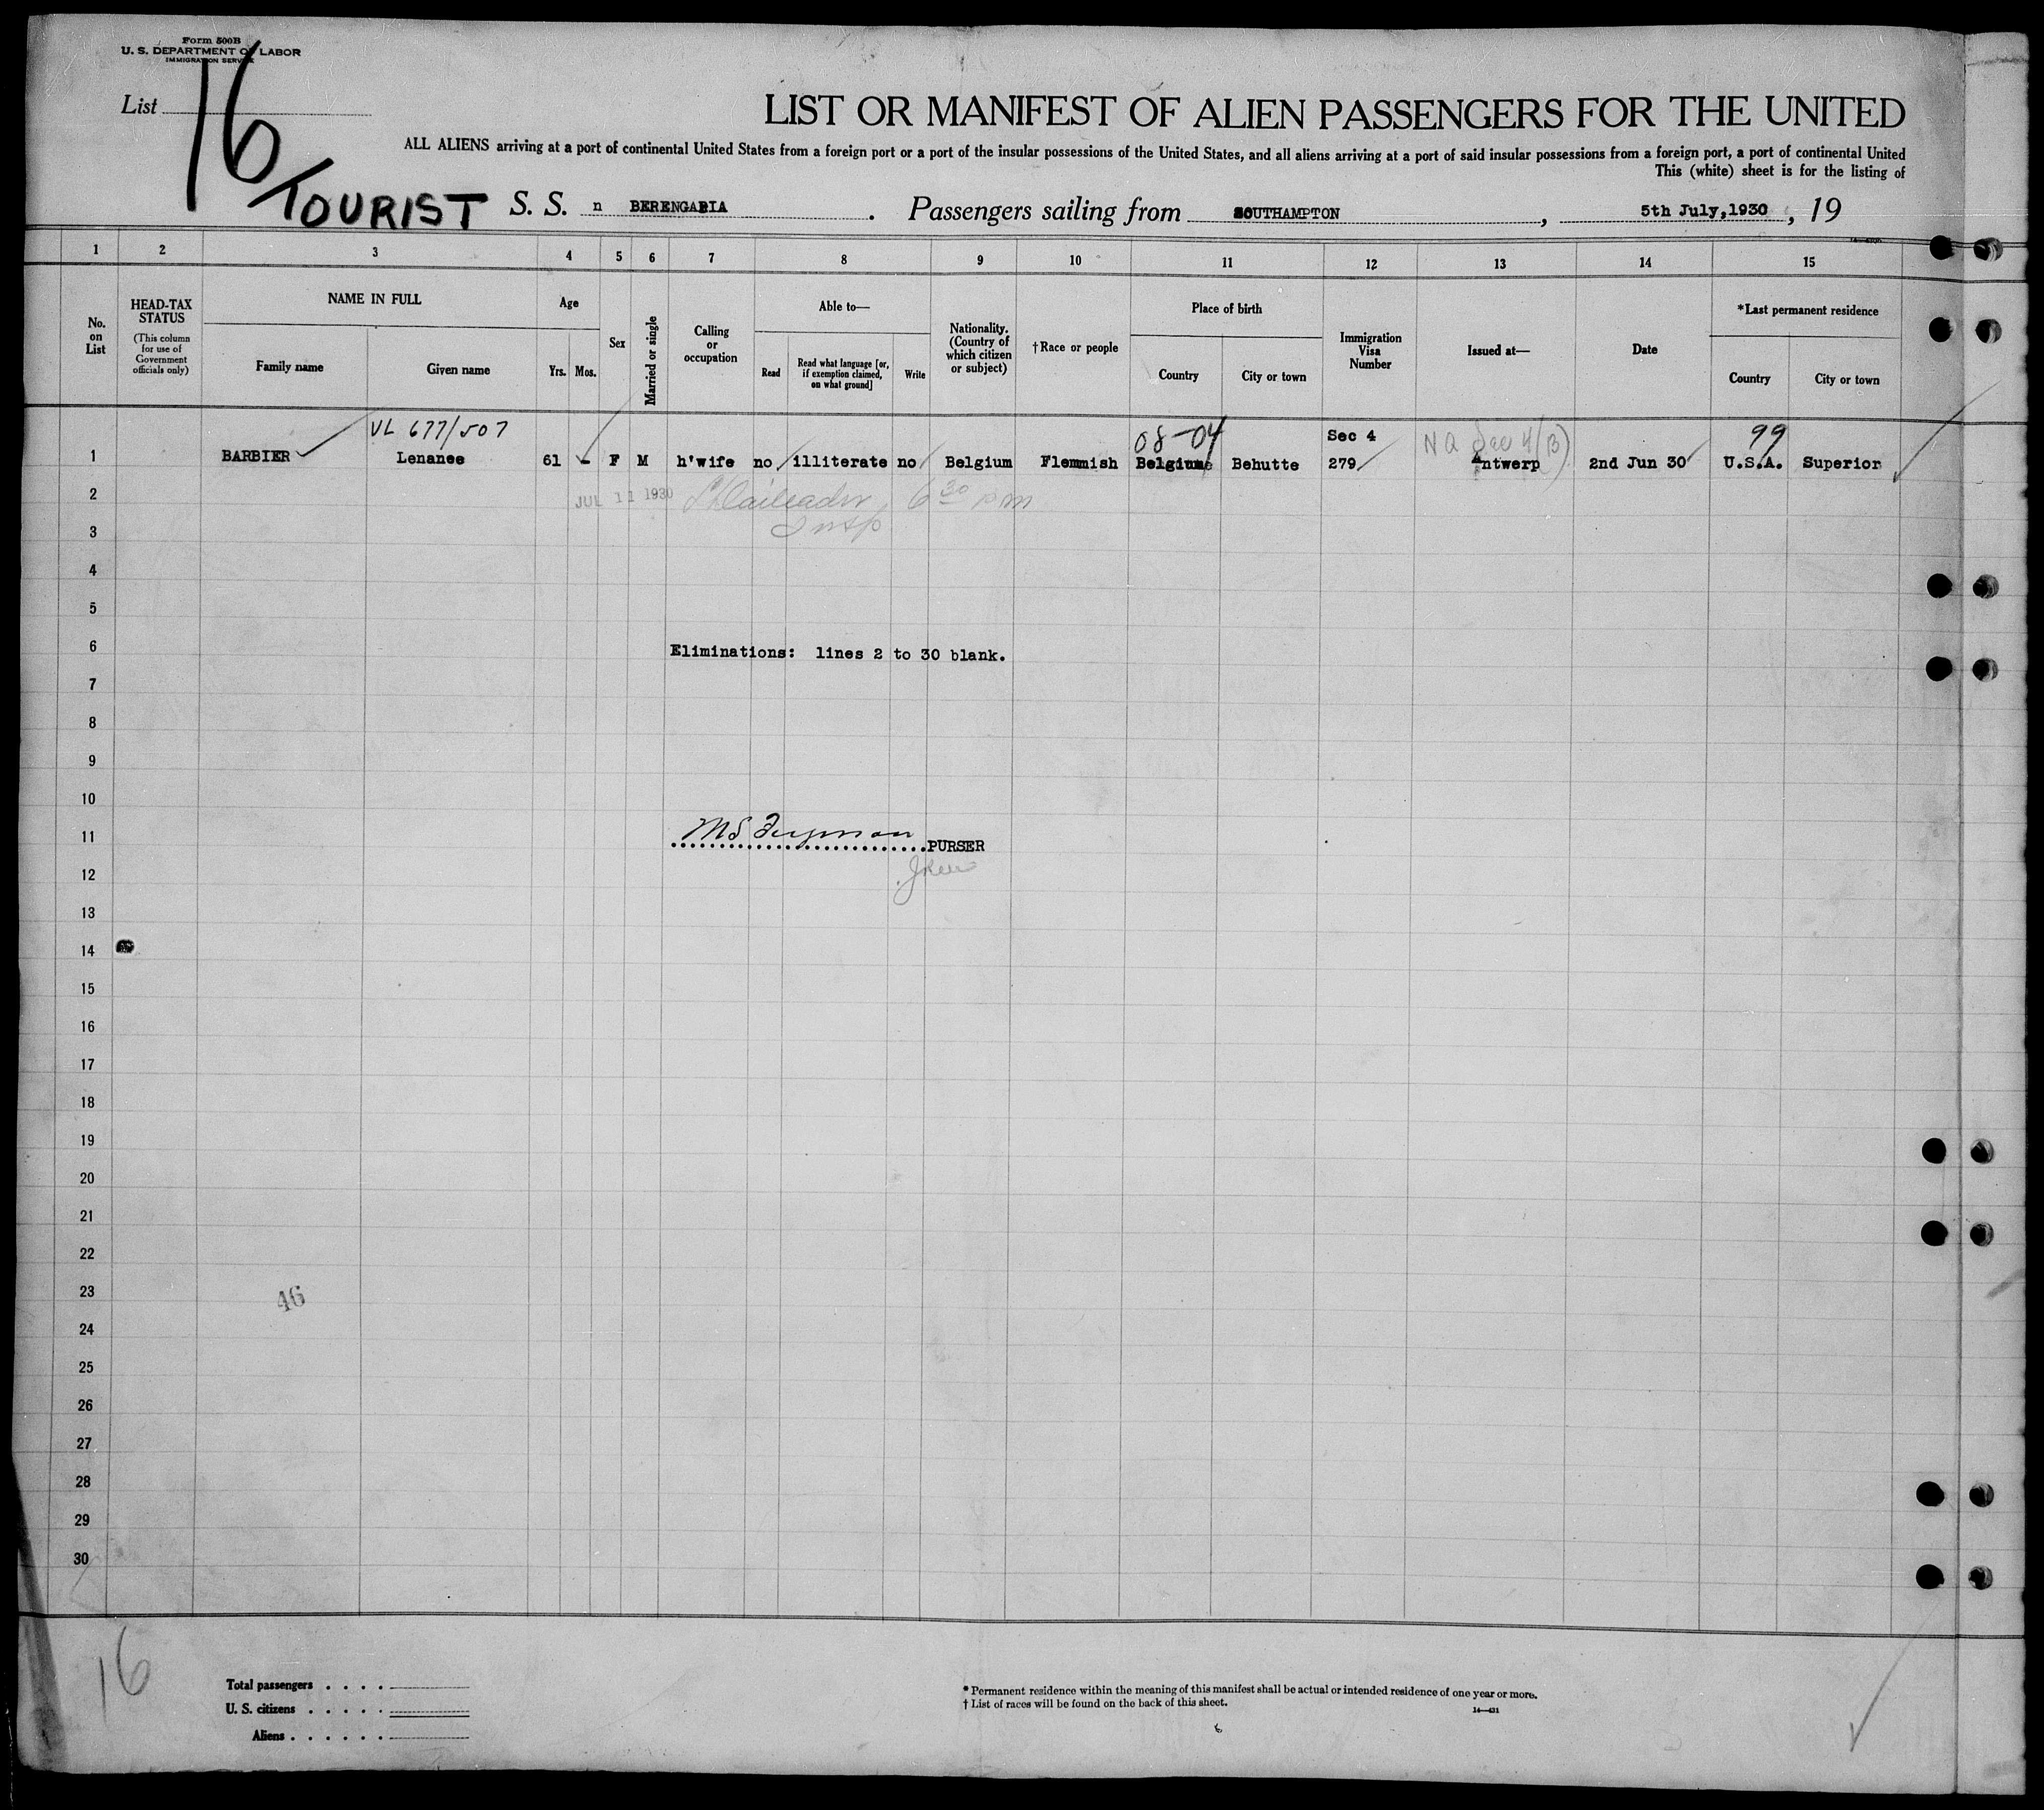 Form 500B
U. S. DEPARTMENT OF LABOR
IMMIGRATION SERVICE
List 16
LIST OR MANIFEST OF ALIEN PASSENGERS FOR THE UNITED
ALL ALIENS arriving at a port of continental United States from a foreign port or a port of the insular possessions of the United States, and all aliens arriving at a port of said insular possessions from a foreign port, a port of continental United
This (white) sheet is for the listing of
TOURIST S. S. n BERENGARIA . Passengers sailing from SOUTHAMPTON , 5th July, 1930 , 19
1 2 3 4 5 6 7 8 9 10 11 12 13 14 15
No. on List
HEAD-TAX STATUS
(This column for use of Government officials only)
NAME IN FULL
Family name Given name
Age
Yrs. Mos.
Sex
Married or single
Calling or occupation
Able to—
Read Read what language [or, if exemption claimed, on what ground] Write
Nationality. (Country of which citizen or subject)
†Race or people
Place of birth
Country City or town
Immigration Visa Number
Issued at—
Date
*Last permanent residence
Country City or town
VL 677/507 08-04 Sec 4 99
1 BARBIER Lenanee 61 - F M h'wife no illiterate no Belgium Flemmish Belgium Behutte 279 Antwerp 2nd Jun 30 U.S.A. Superior
2 JUL 11 1930 6 30 pm
Insp
3
4
5
6 Eliminations: lines 2 to 30 blank.
7
8
9
10
11 PURSER
12
13
14
15
16
17
18
19
20
21
22
23 46
24
25
26
27
28
29
30
16
Total passengers . . . .
U. S. citizens . . . . .
Aliens . . . . . .
* Permanent residence within the meaning of this manifest shall be actual or intended residence of one year or more.
† List of races will be found on the back of this sheet.
14—431